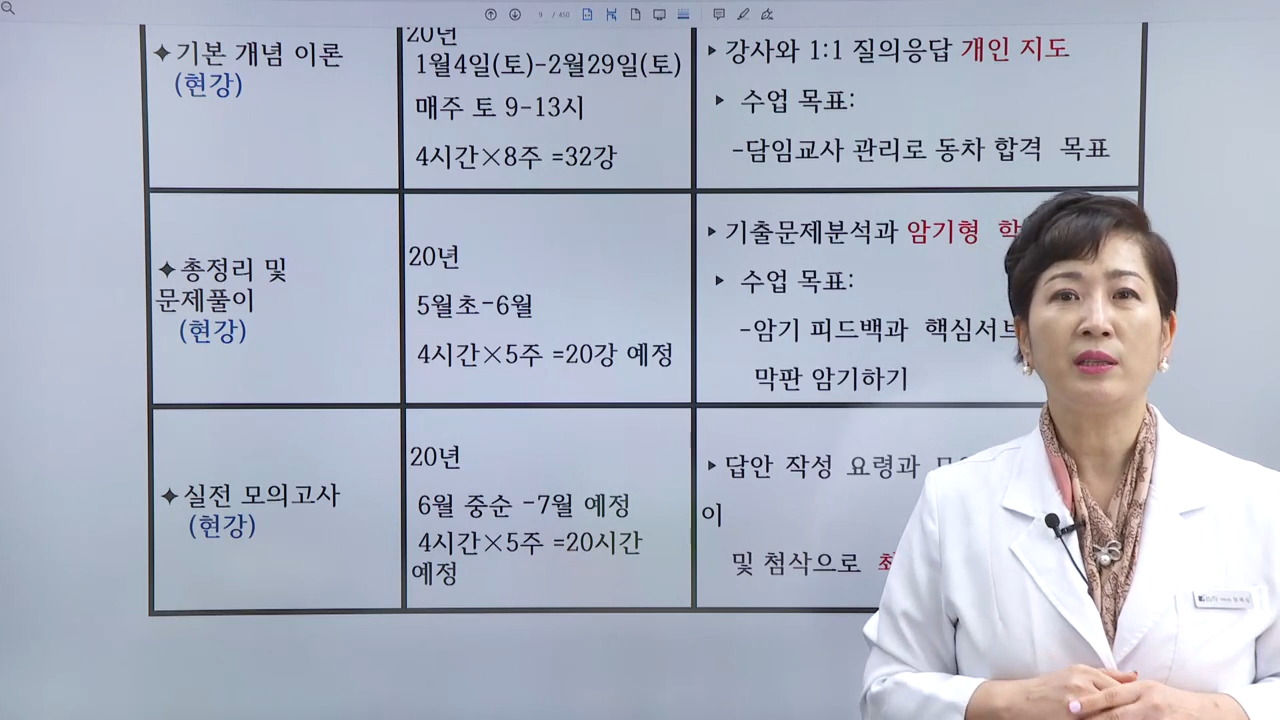 9 / 450
✦기본 개념 이론
(현강)
20년
1월4일(토)-2월29일(토)
매주 토 9-13시
4시간×8주 =32강
▸강사와 1:1 질의응답 개인 지도
▸ 수업 목표:
-담임교사 관리로 동차 합격 목표
✦총정리 및
문제풀이
(현강)
20년
5월초-6월
4시간×5주 =20강 예정
▸기출문제분석과 암기형
▸ 수업 목표:
-암기 피드백과 핵심서브
막판 암기하기
✦실전 모의고사
(현강)
20년
6월 중순 -7월 예정
4시간×5주 =20시간
예정
▸답안 작성 요령과
이
및 첨삭으로